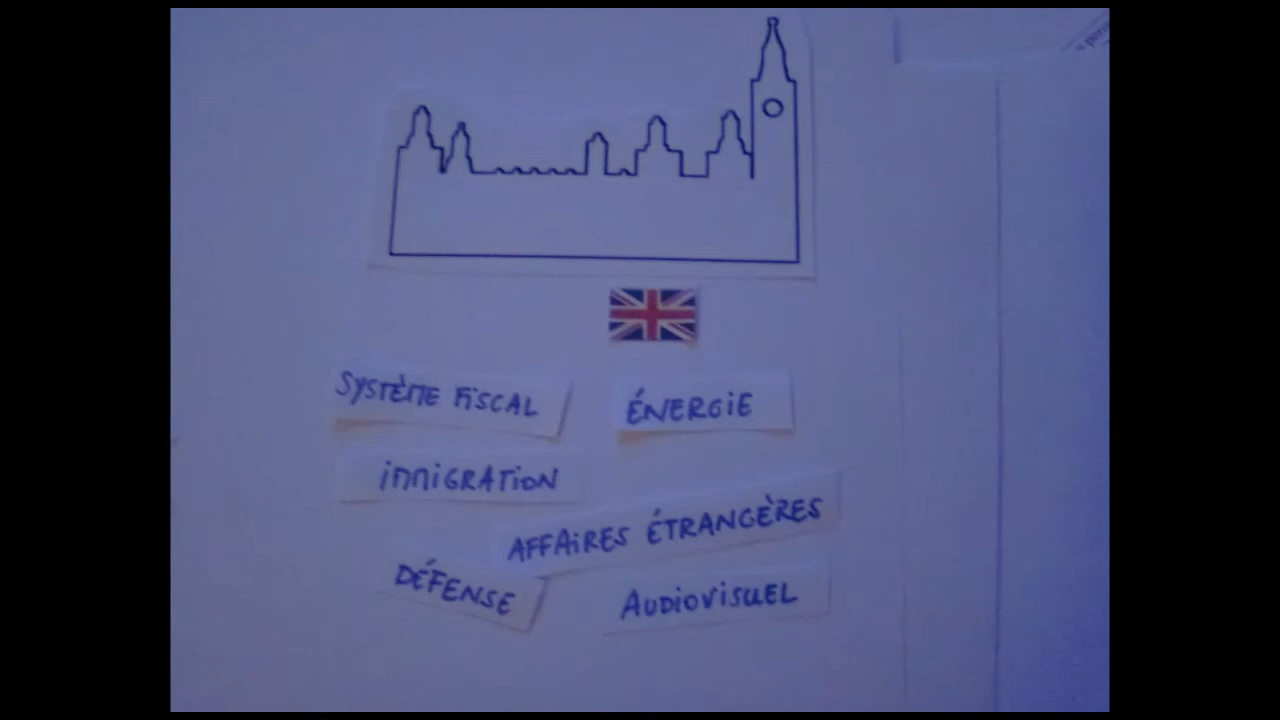 SYSTÈME FiSCAL
ÉNERGiE
iMMiGRATiON
AFFAiRES ÉTRANGÈRES
DÉFENSE
AUDiOViSUEL